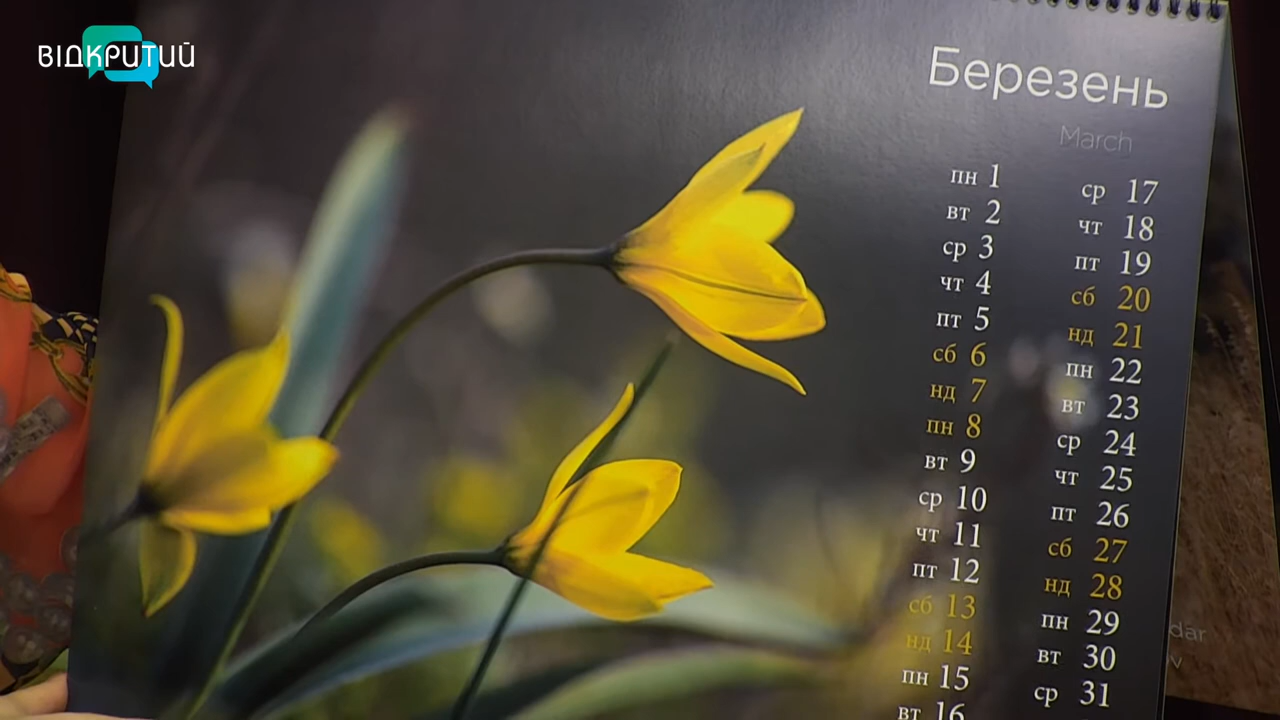 ВІДКРИТИЙ
Березень
March
пн 1
вт 2
ср 3
чт 4
пт 5
сб 6
нд 7
пн 8
вт 9
ср 10
чт 11
пт 12
сб 13
нд 14
пн 15
вт 16
ср 17
чт 18
пт 19
сб 20
нд 21
пн 22
вт 23
ср 24
чт 25
пт 26
сб 27
нд 28
пн 29
вт 30
ср 31